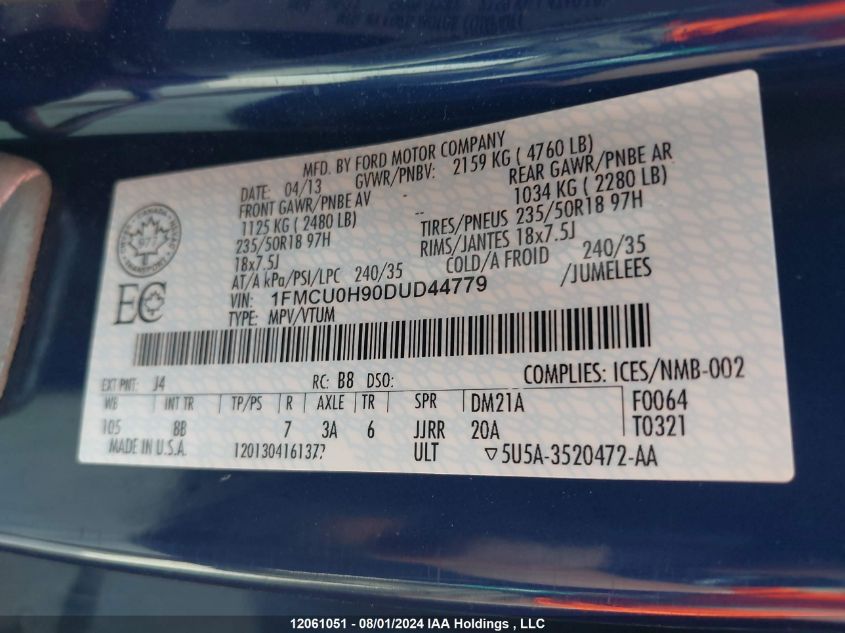 MFD. BY FORD MOTOR COMPANY
DATE: 04/13 GVWR/PNBV: 2159 KG ( 4760 LB)
FRONT GAWR/PNBE AV -- REAR GAWR/PNBE AR
1125 KG ( 2480 LB) 1034 KG ( 2280 LB)
235/50R18 97H TIRES/PNEUS 235/50R18 97H
18x7.5J RIMS/JANTES 18x7.5J
AT/A kPa/PSI/LPC 240/35 COLD/A FROID 240/35
VIN: 1FMCU0H90DUD44779 /JUMELEES
TYPE: MPV/VTUM
CANADA
TRANSPORT
EC
EXT PNT: J4 RC: B8 DSO: COMPLIES: ICES/NMB-002
WB INT TR TP/PS R AXLE TR SPR DM21A F0064
105 8B 7 3A 6 JJRR 20A T0321
MADE IN U.S.A. 1201304161377 ULT ▽5U5A-3520472-AA
12061051 - 08/01/2024 IAA Holdings , LLC